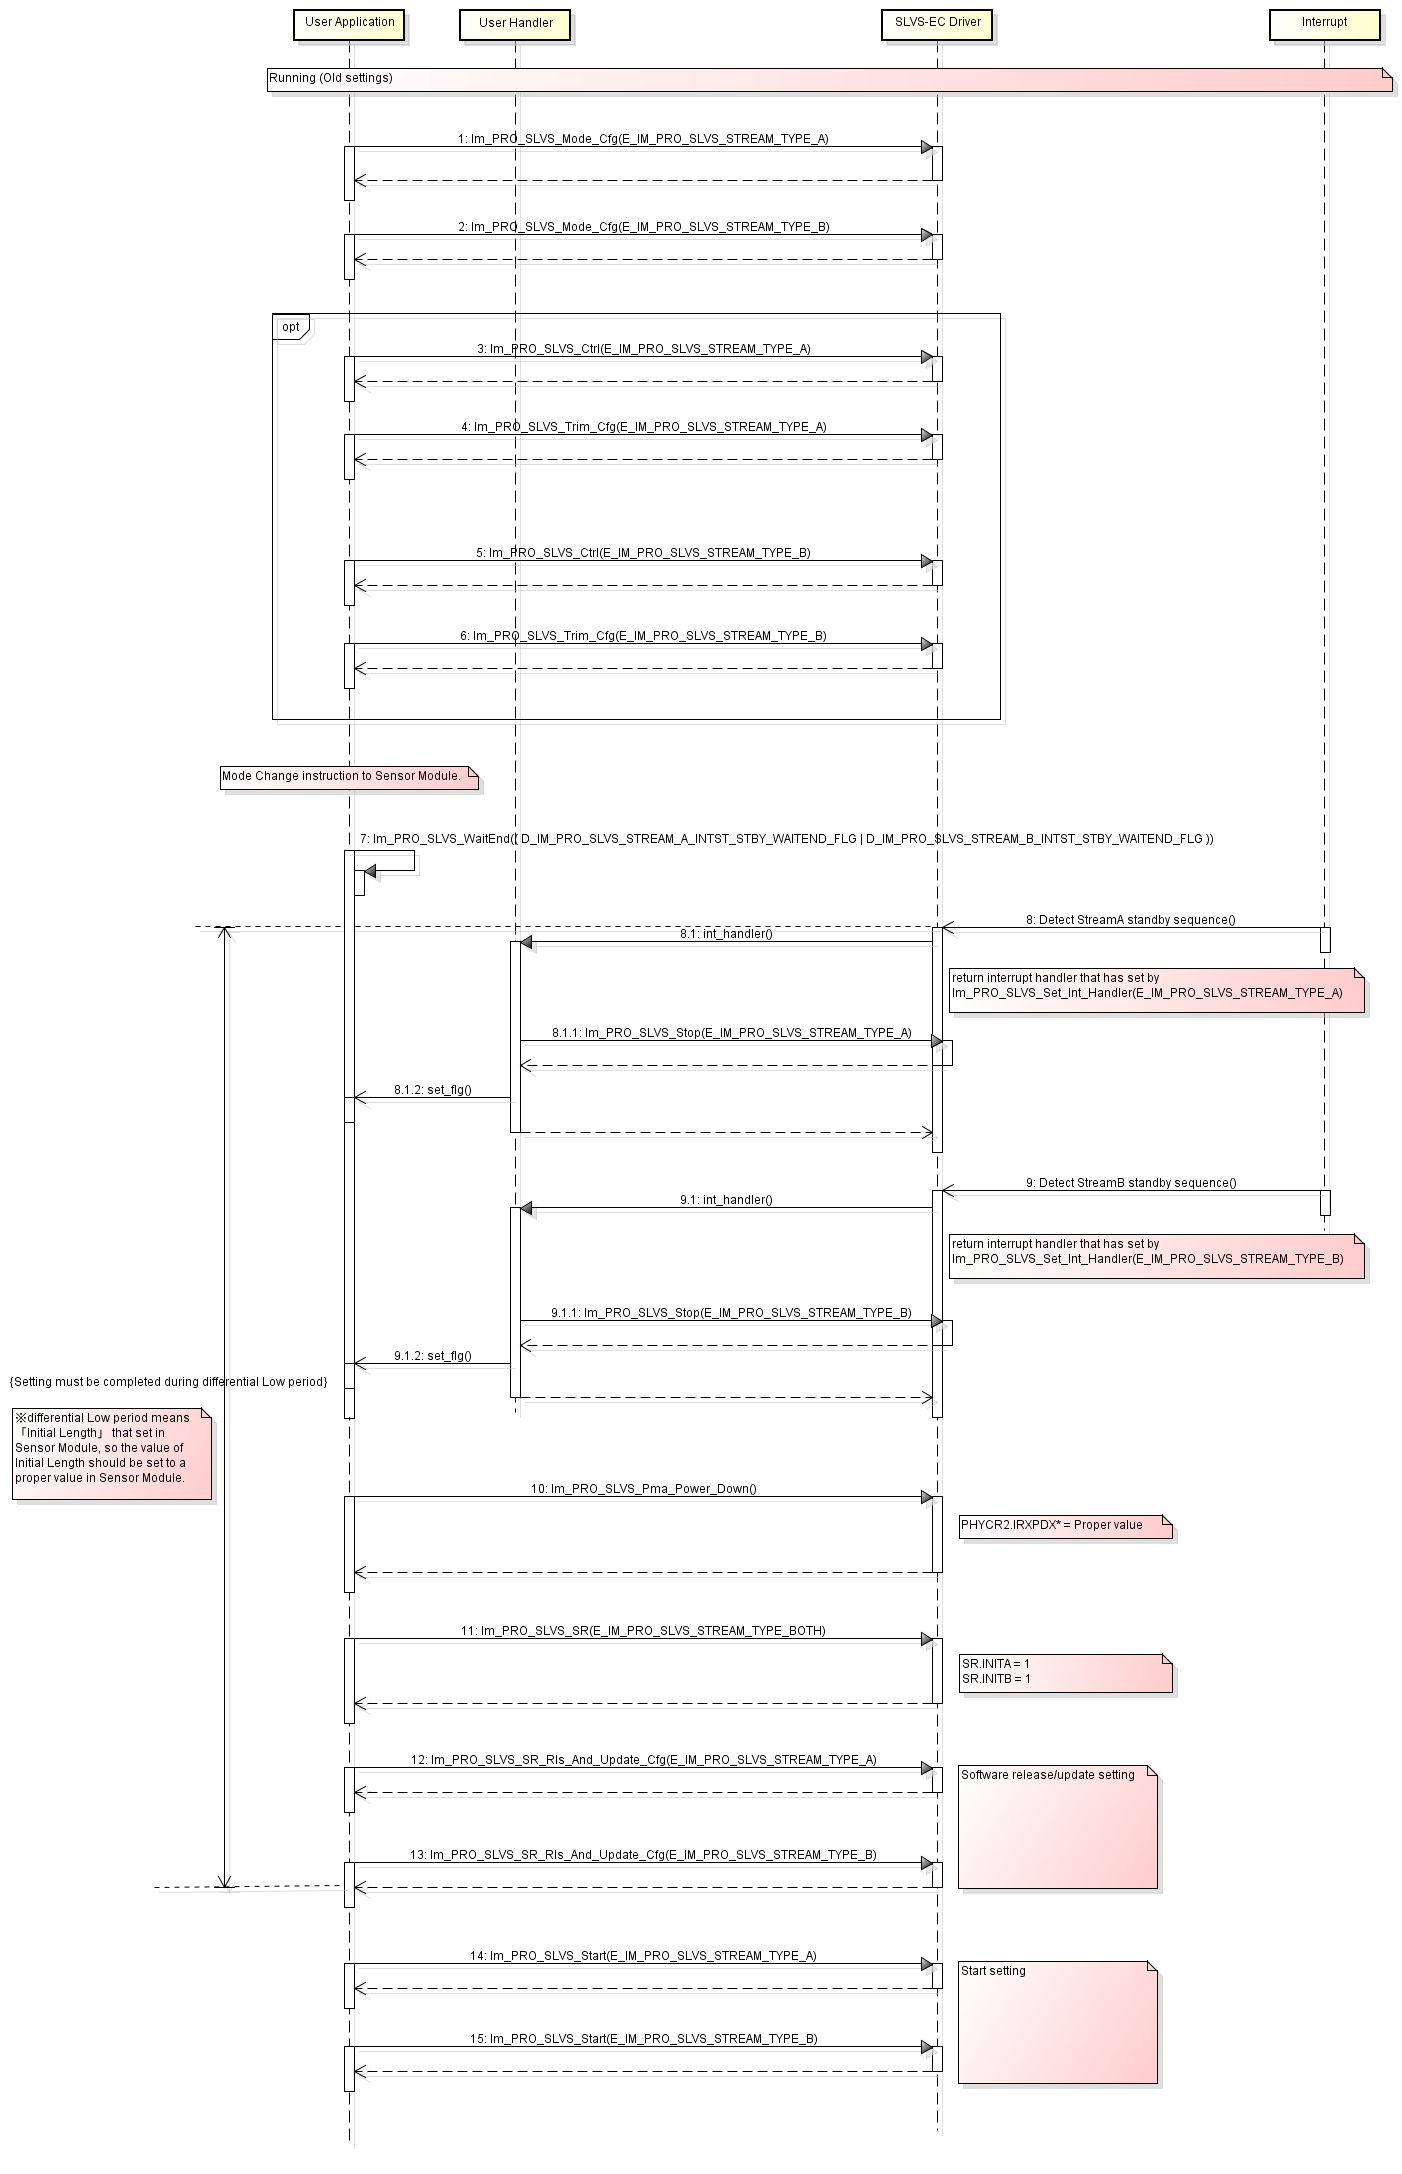 User Application
User Handler
SLVS-EC Driver
Interrupt
Running (Old settings)
1: Im_PRO_SLVS_Mode_Cfg(E_IM_PRO_SLVS_STREAM_TYPE_A)
2: Im_PRO_SLVS_Mode_Cfg(E_IM_PRO_SLVS_STREAM_TYPE_B)
opt
3: Im_PRO_SLVS_Ctrl(E_IM_PRO_SLVS_STREAM_TYPE_A)
4: Im_PRO_SLVS_Trim_Cfg(E_IM_PRO_SLVS_STREAM_TYPE_A)
5: Im_PRO_SLVS_Ctrl(E_IM_PRO_SLVS_STREAM_TYPE_B)
6: Im_PRO_SLVS_Trim_Cfg(E_IM_PRO_SLVS_STREAM_TYPE_B)
Mode Change instruction to Sensor Module.
7: Im_PRO_SLVS_WaitEnd(( D_IM_PRO_SLVS_STREAM_A_INTST_STBY_WAITEND_FLG | D_IM_PRO_SLVS_STREAM_B_INTST_STBY_WAITEND_FLG ))
8: Detect StreamA standby sequence()
8.1: int_handler()
return interrupt handler that has set by
Im_PRO_SLVS_Set_Int_Handler(E_IM_PRO_SLVS_STREAM_TYPE_A)
8.1.1: Im_PRO_SLVS_Stop(E_IM_PRO_SLVS_STREAM_TYPE_A)
8.1.2: set_flg()
9: Detect StreamB standby sequence()
9.1: int_handler()
return interrupt handler that has set by
Im_PRO_SLVS_Set_Int_Handler(E_IM_PRO_SLVS_STREAM_TYPE_B)
9.1.1: Im_PRO_SLVS_Stop(E_IM_PRO_SLVS_STREAM_TYPE_B)
9.1.2: set_flg()
{Setting must be completed during differential Low period}
※differential Low period means
「Initial Length」 that set in
Sensor Module, so the value of
Initial Length should be set to a
proper value in Sensor Module.
10: Im_PRO_SLVS_Pma_Power_Down()
PHYCR2.IRXPDX* = Proper value
11: Im_PRO_SLVS_SR(E_IM_PRO_SLVS_STREAM_TYPE_BOTH)
SR.INITA = 1
SR.INITB = 1
12: Im_PRO_SLVS_SR_Rls_And_Update_Cfg(E_IM_PRO_SLVS_STREAM_TYPE_A)
Software release/update setting
13: Im_PRO_SLVS_SR_Rls_And_Update_Cfg(E_IM_PRO_SLVS_STREAM_TYPE_B)
14: Im_PRO_SLVS_Start(E_IM_PRO_SLVS_STREAM_TYPE_A)
Start setting
15: Im_PRO_SLVS_Start(E_IM_PRO_SLVS_STREAM_TYPE_B)